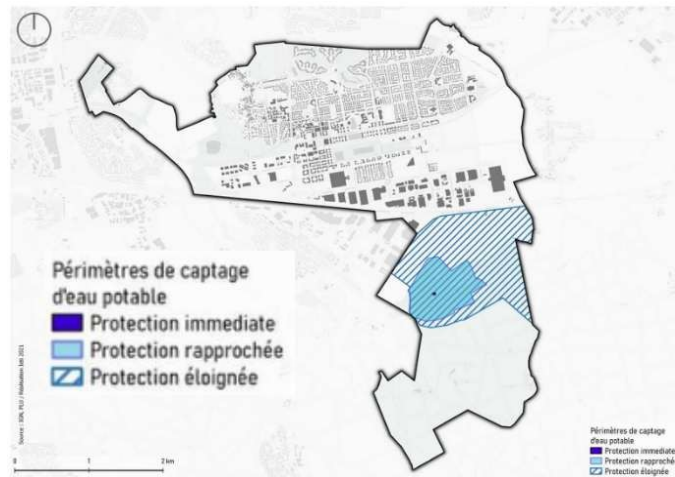 Périmètres de captage
d'eau potable
Protection immediate
Protection rapprochée
Protection éloignée
0 1 2 km
Périmètres de captage
d'eau potable
Protection immediate
Protection rapprochée
Protection éloignée